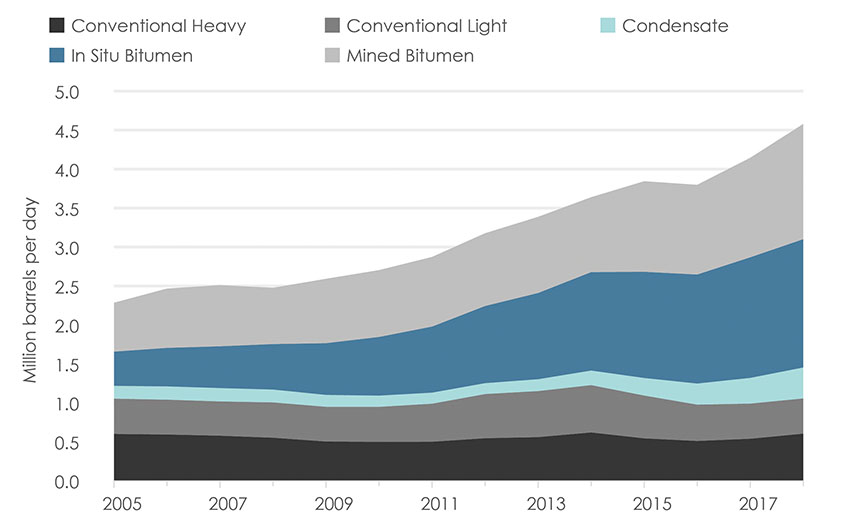 Conventional Heavy Conventional Light Condensate
In Situ Bitumen Mined Bitumen
Million barrels per day
5.0
4.5
4.0
3.5
3.0
2.5
2.0
1.5
1.0
0.5
0.0
2005 2007 2009 2011 2013 2015 2017